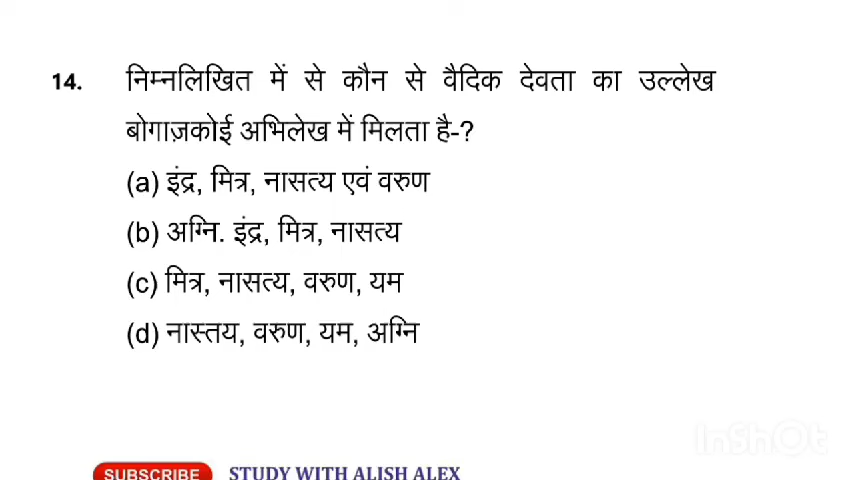 14. निम्नलिखित में से कौन से वैदिक देवता का उल्लेख
बोगाज़कोई अभिलेख में मिलता है-?
(a) इंद्र, मित्र, नासत्य एवं वरुण
(b) अग्नि. इंद्र, मित्र, नासत्य
(c) मित्र, नासत्य, वरुण, यम
(d) नास्तय, वरुण, यम, अग्नि
InShOt
SUBSCRIBE STUDY WITH ALISH ALEX